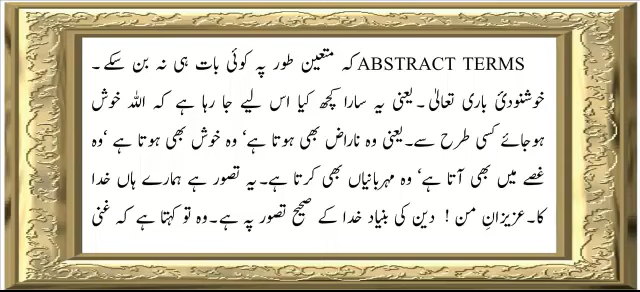 ABSTRACT TERMS کہ متعین طور پہ کوئی بات ہی نہ بن سکے۔
خوشنودیٔ باری تعالیٰ۔یعنی یہ سارا کچھ کیا اس لیے جا رہا ہے کہ اللہ خوش
ہوجائے کسی طرح سے۔یعنی وہ ناراض بھی ہوتا ہے‘ وہ خوش بھی ہوتا ہے ‘وہ
غصے میں بھی آتا ہے‘ وہ مہربانیاں بھی کرتا ہے۔یہ تصور ہے ہمارے ہاں خدا
کا۔عزیزانِ من ! دین کی بنیاد خدا کے صحیح تصور پہ ہے۔وہ تو کہتا ہے کہ غنی